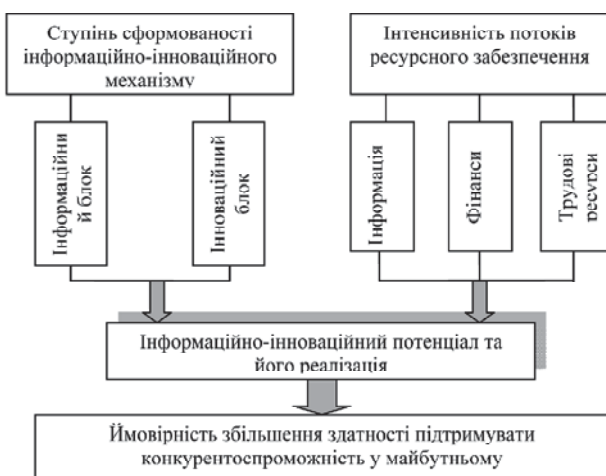 Ступінь сформованості
інформаційно-інноваційного
механізму
Інтенсивність потоків
ресурсного забезпечення
Інформаційни
й блок
Інноваційний
блок
Інформація
Фінанси
Трудові
ресурси
Інформаційно-інноваційний потенціал та
його реалізація
Ймовірність збільшення здатності підтримувати
конкурентоспроможність у майбутньому